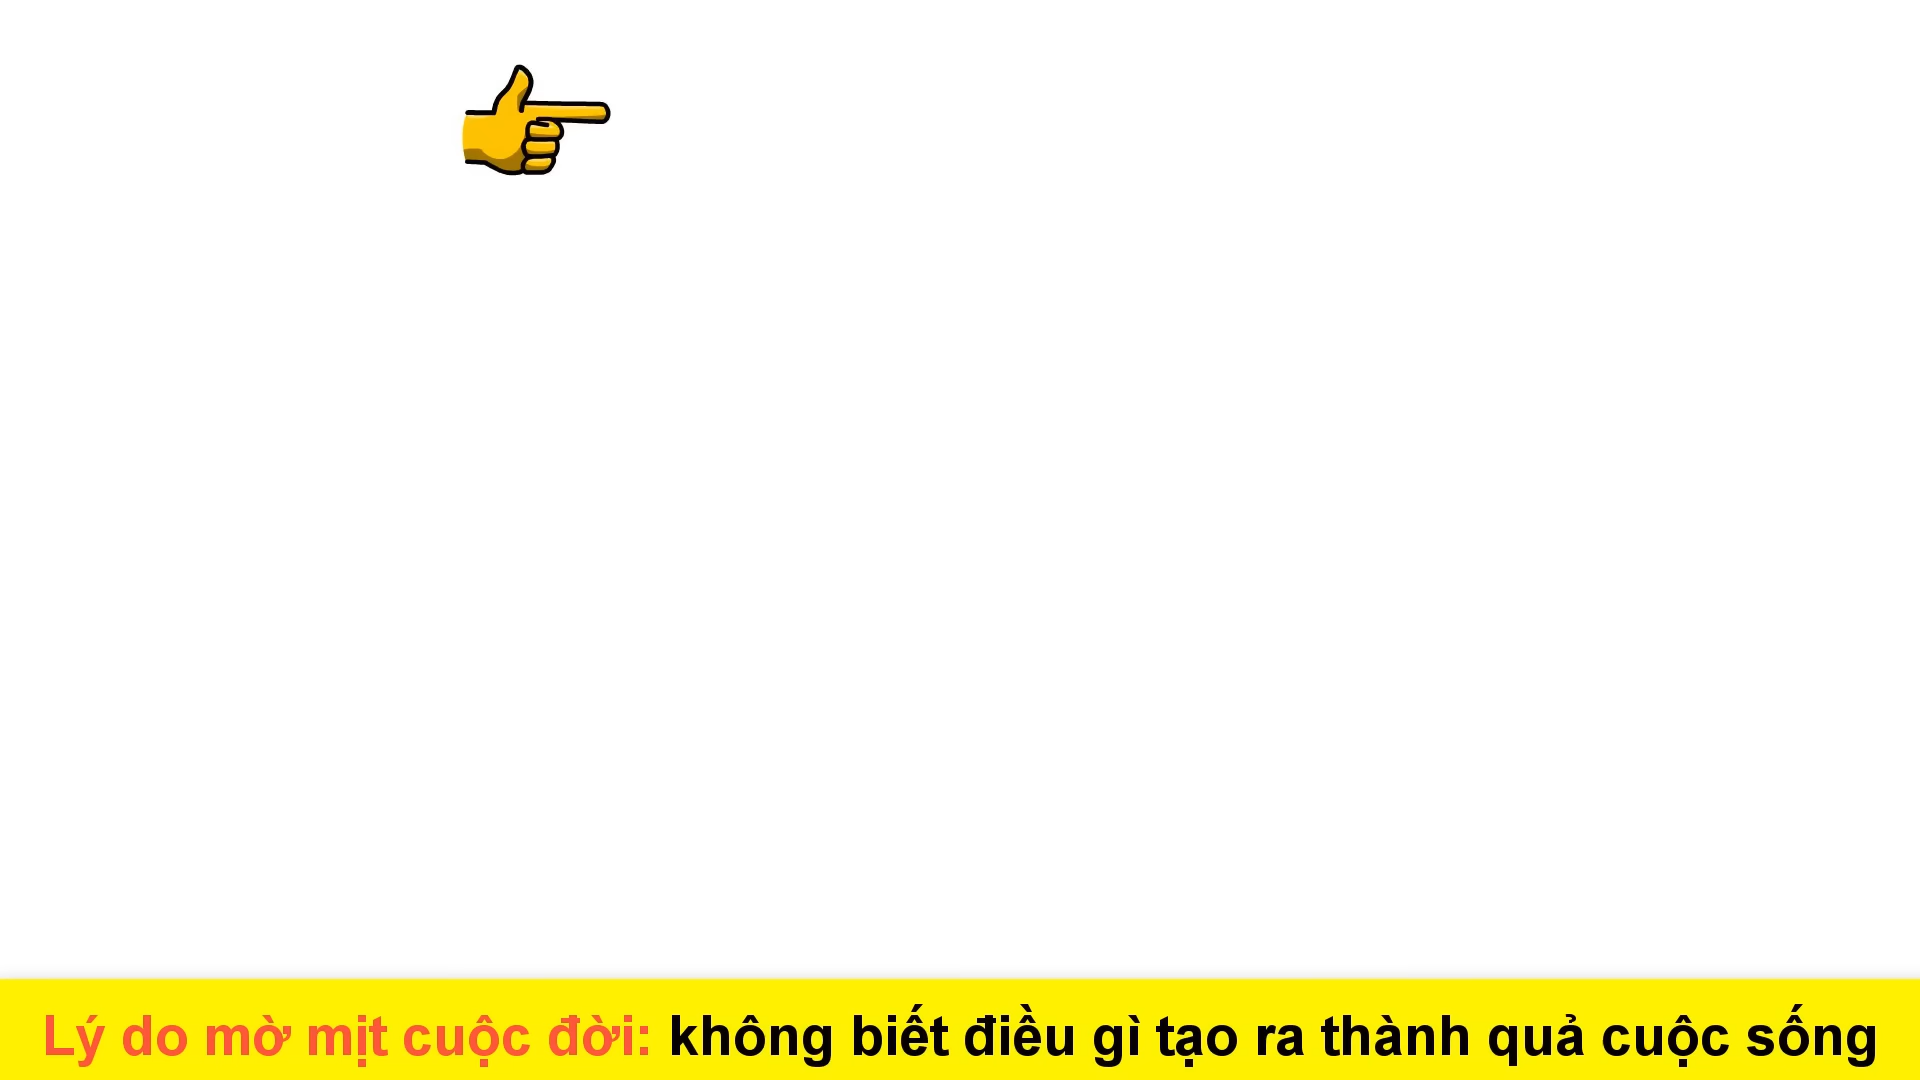 Lý do mờ mịt cuộc đời: không biết điều gì tạo ra thành quả cuộc sống